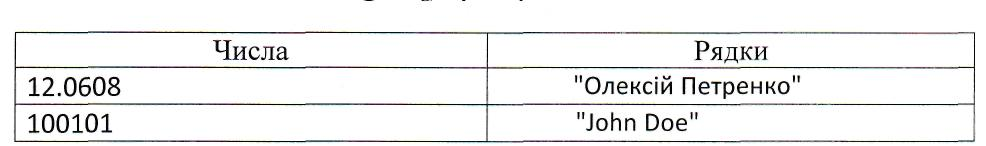 Числа Рядки
12.0608 "Олексій Петренко"
100101 "John Doe"